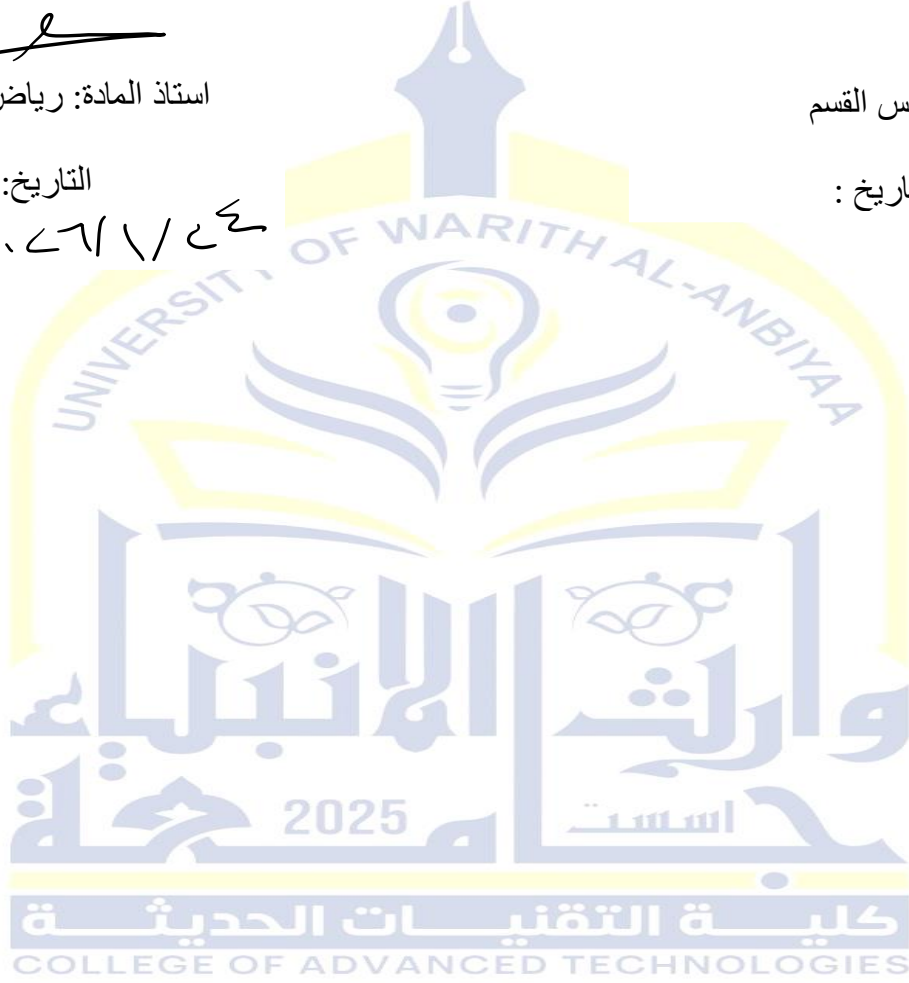 س القسم
استاذ المادة: رياض
اريخ :
التاريخ:
UNIVERSITY OF WARITH AL-ANBIYAA
وارث الانبياء
جامعة
اسست 2025
كلية التقنيات الحديثة
COLLEGE OF ADVANCED TECHNOLOGIES